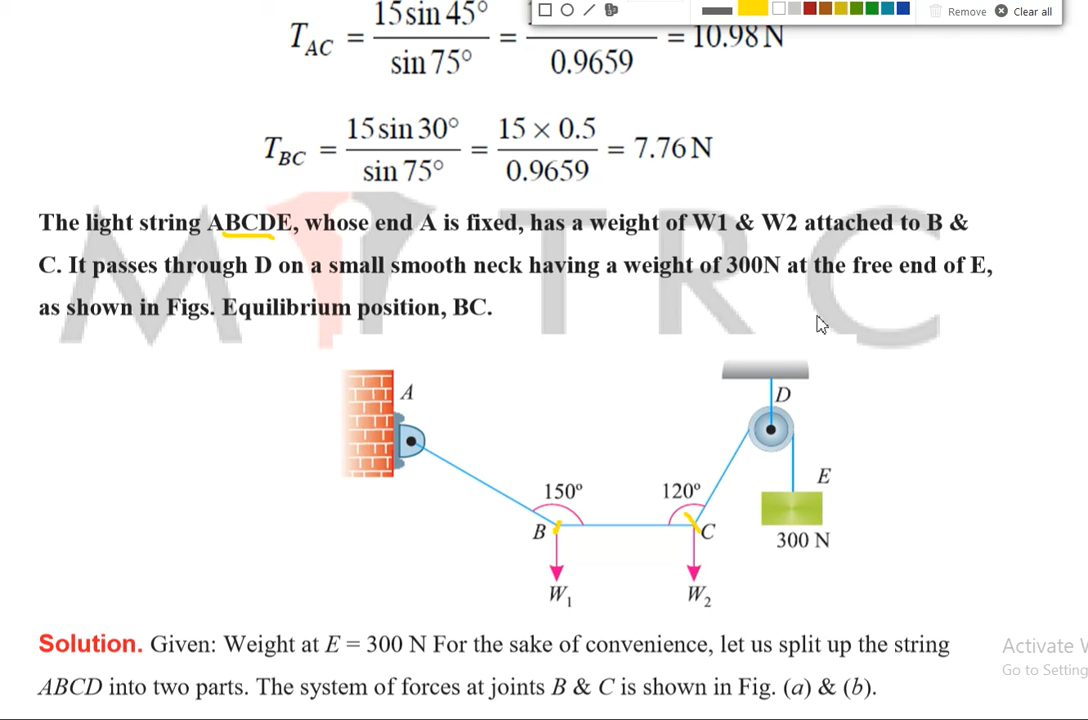 T_AC = 15 sin 45° / sin 75° = / 0.9659 = 10.98 N
Remove Clear all
T_BC = 15 sin 30° / sin 75° = 15 × 0.5 / 0.9659 = 7.76 N
M T R C
The light string ABCDE, whose end A is fixed, has a weight of W1 & W2 attached to B &
C. It passes through D on a small smooth neck having a weight of 300N at the free end of E,
as shown in Figs. Equilibrium position, BC.
A
D
E
150º
120º
B
C
300 N
W1
W2
Solution. Given: Weight at E = 300 N For the sake of convenience, let us split up the string
ABCD into two parts. The system of forces at joints B & C is shown in Fig. (a) & (b).
Activate
Go to Setting